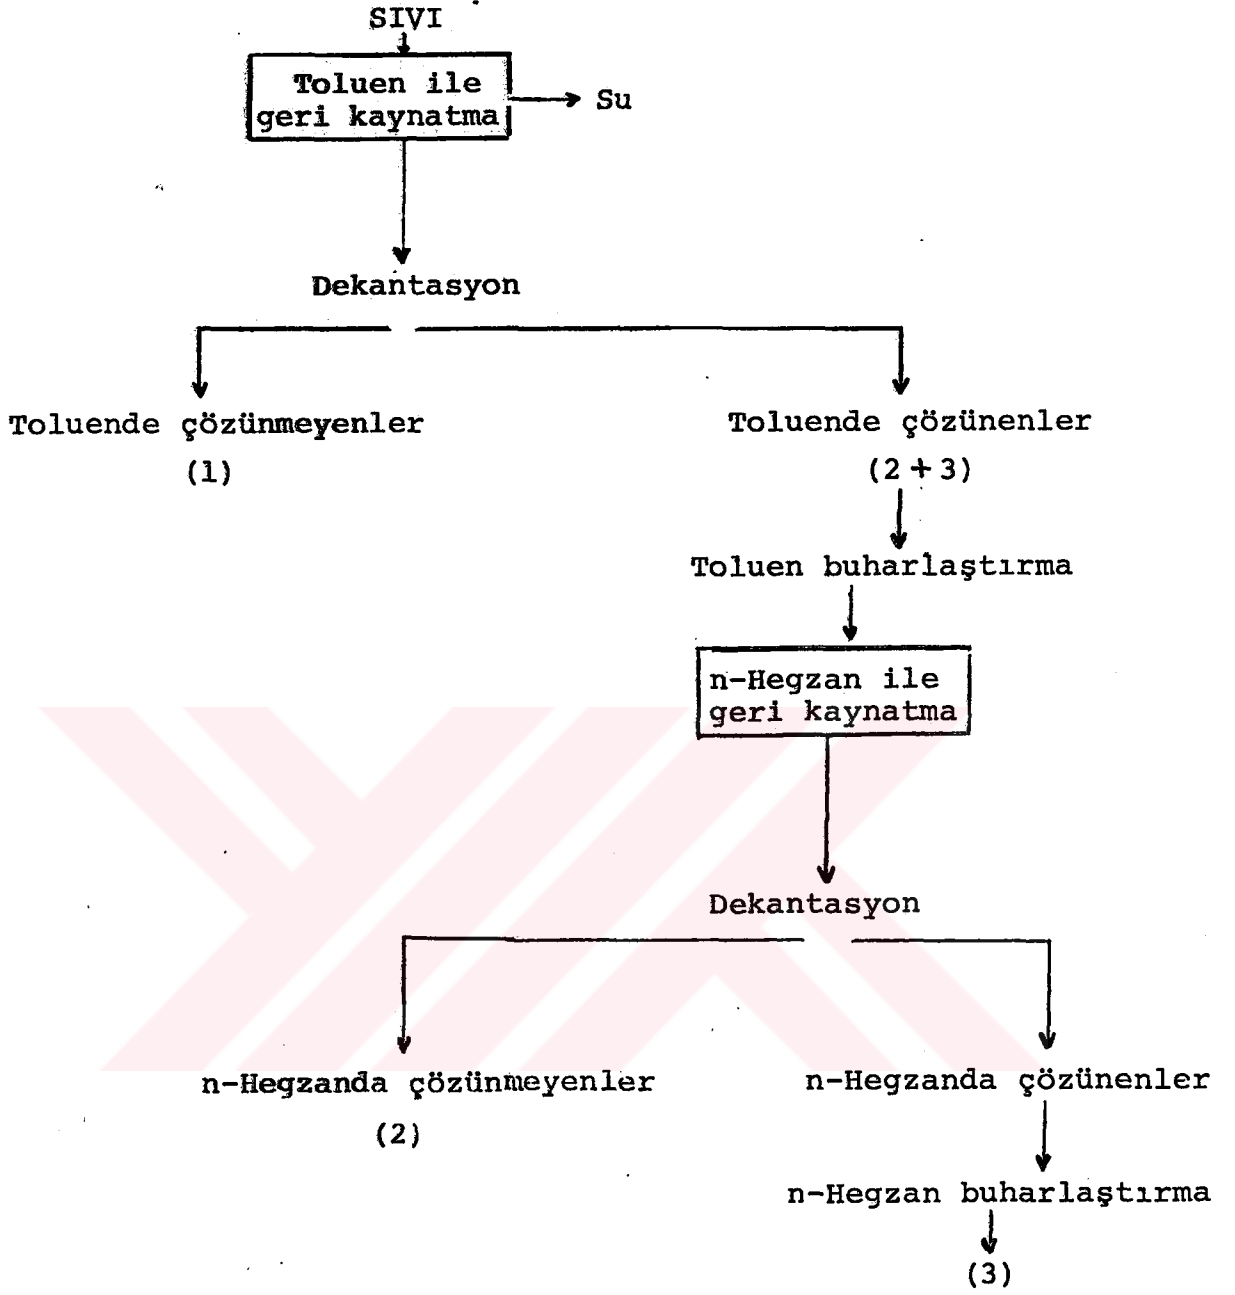 SIVI
Toluen ile
geri kaynatma
Su
Dekantasyon
Toluende çözünmeyenler
(1)
Toluende çözünenler
(2+3)
Toluen buharlaştırma
n-Hegzan ile
geri kaynatma
Dekantasyon
n-Hegzanda çözünmeyenler
(2)
n-Hegzanda çözünenler
n-Hegzan buharlaştırma
(3)